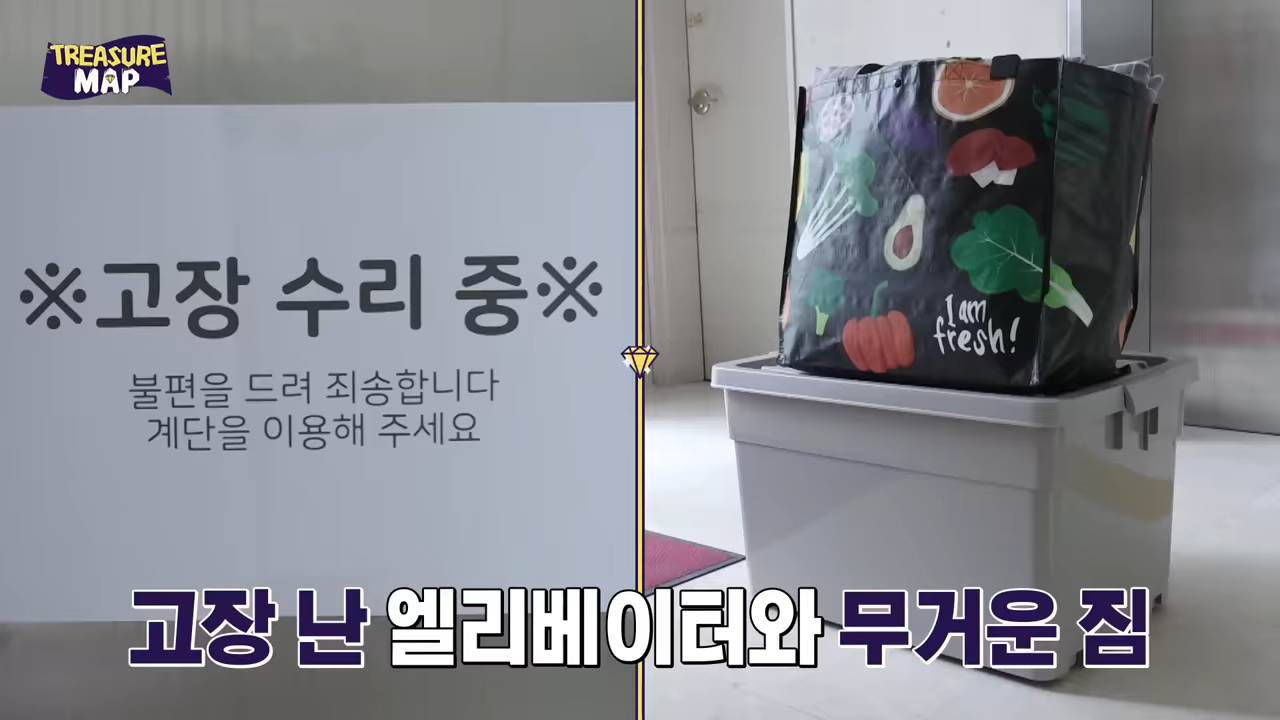 TREASURE
MAP
※고장 수리 중※
불편을 드려 죄송합니다
계단을 이용해 주세요
I am
fresh!
고장 난 엘리베이터와 무거운 짐